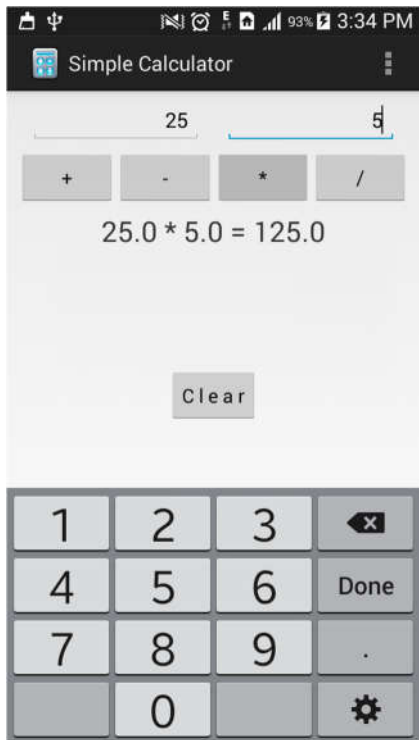 E 93% 3:34 PM
Simple Calculator
25 5
+ - * /
25.0 * 5.0 = 125.0
Clear
1 2 3
4 5 6 Done
7 8 9 .
0